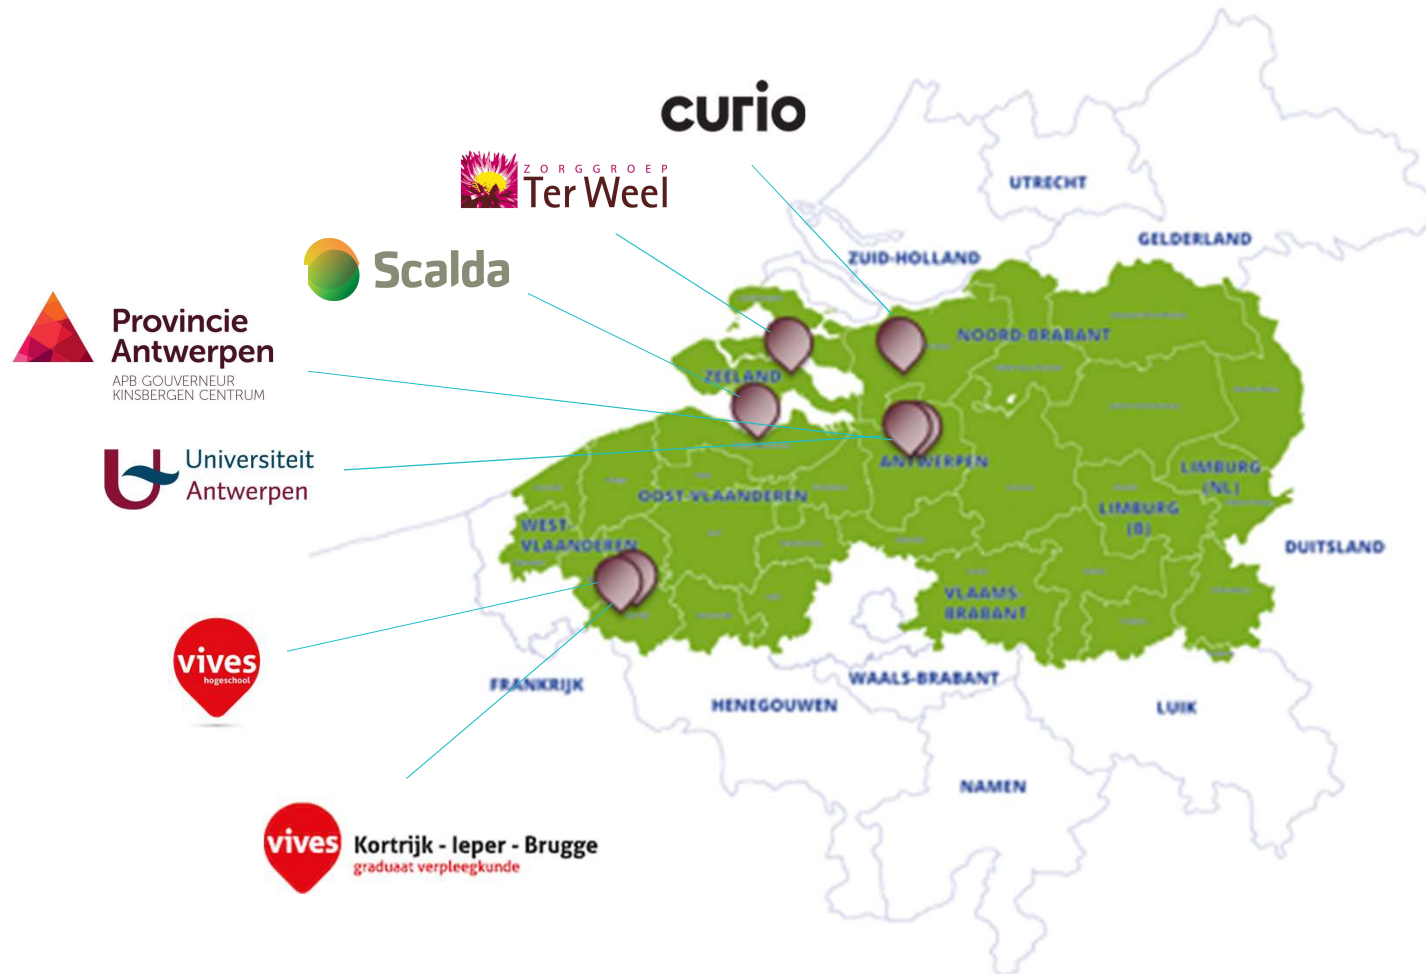 curio
ZORGGROEP
Ter Weel
Scalda
Provincie
Antwerpen
APB GOUVERNEUR
KINSBERGEN CENTRUM
Universiteit
Antwerpen
vives
hogeschool
vives
Kortrijk - Ieper - Brugge
graduaat verpleegkunde
UTRECHT
GELDERLAND
ZUID-HOLLAND
NOORD-BRABANT
ZEELAND
ANTWERPEN
LIMBURG
(NL)
OOST-VLAANDEREN
LIMBURG
(B)
WEST-
VLAANDEREN
DUITSLAND
VLAAMS-
BRABANT
FRANKRIJK
WAALS-BRABANT
HENEGOUWEN
LUIK
NAMEN